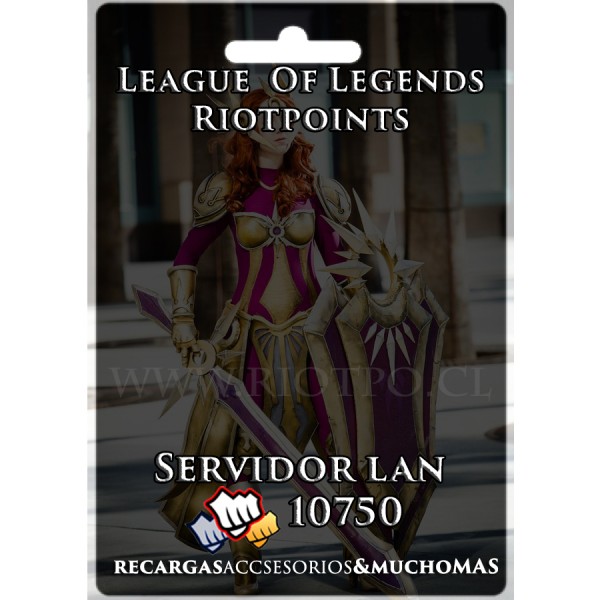 League Of Legends
Riotpoints
www.riotpo.cl
Servidor LAN
10750
RECARGASACCSESORIOS&MUCHOMAS